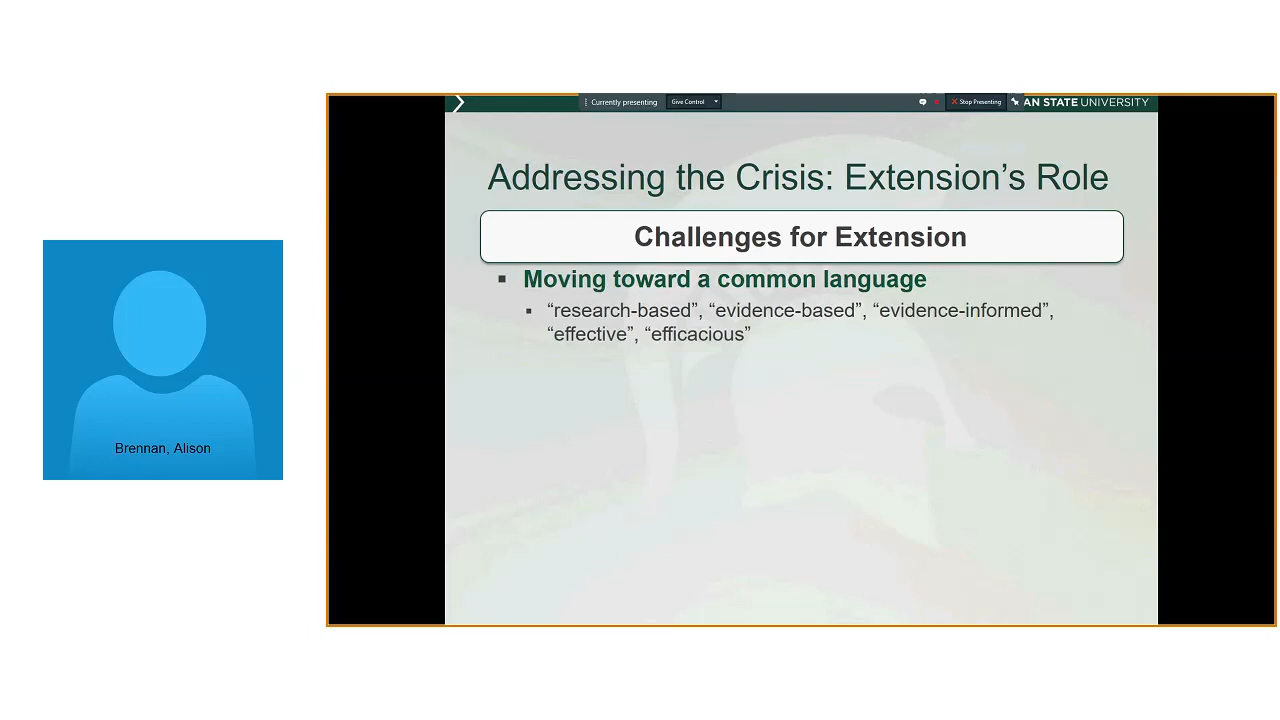 Currently presenting
Give Control
Stop Presenting
AN STATE UNIVERSITY
Addressing the Crisis: Extension’s Role
Challenges for Extension
▪ Moving toward a common language
▪ “research-based”, “evidence-based”, “evidence-informed”,
“effective”, “efficacious”
Brennan, Alison